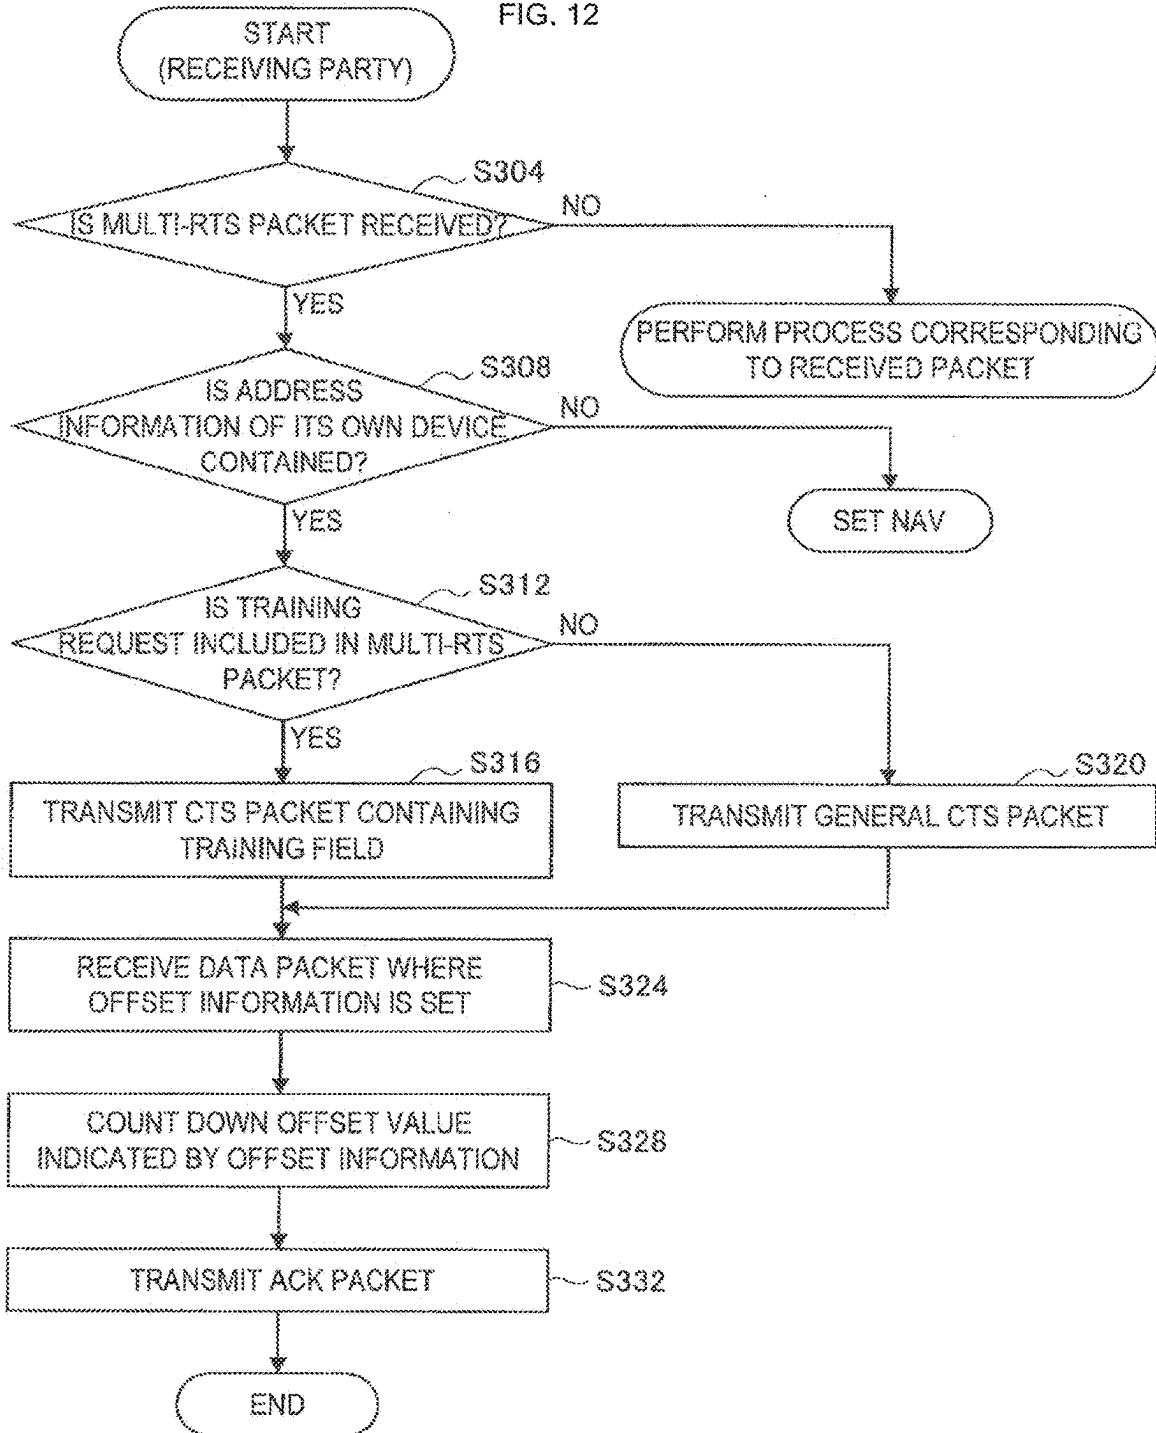 FIG. 12
START
(RECEIVING PARTY)
S304
IS MULTI-RTS PACKET RECEIVED?
NO
YES
PERFORM PROCESS CORRESPONDING
TO RECEIVED PACKET
S308
IS ADDRESS
INFORMATION OF ITS OWN DEVICE
CONTAINED?
NO
YES
SET NAV
S312
IS TRAINING
REQUEST INCLUDED IN MULTI-RTS
PACKET?
NO
YES
S316
TRANSMIT CTS PACKET CONTAINING
TRAINING FIELD
S320
TRANSMIT GENERAL CTS PACKET
RECEIVE DATA PACKET WHERE
OFFSET INFORMATION IS SET
S324
COUNT DOWN OFFSET VALUE
INDICATED BY OFFSET INFORMATION
S328
TRANSMIT ACK PACKET
S332
END